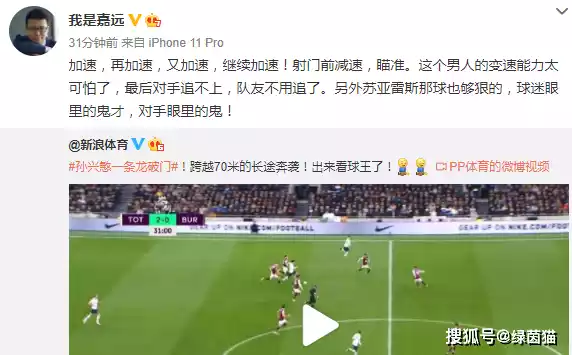 我是嘉远
31分钟前 来自 iPhone 11 Pro
加速，再加速，又加速，继续加速！射门前减速，瞄准。这个男人的变速能力太
可怕了，最后对手追不上，队友不用追了。另外苏亚雷斯那球也够狠的，球迷眼
里的鬼才，对手眼里的鬼！
@新浪体育
#孙兴慜一条龙破门#！跨越70米的长途奔袭！出来看球王了！ PP体育的微博视频
TOT 2-0 BUR
31:00
GEAR UP ON NIKE.COM/FOOTBALL
搜狐号@绿茵猫